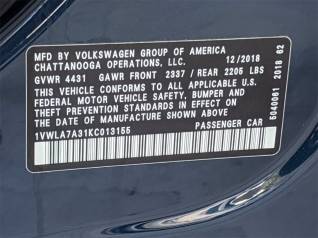 MFD BY VOLKSWAGEN GROUP OF AMERICA
CHATTANOOGA OPERATIONS, LLC. 12/2018
GVWR 4431 GAWR FRONT 2337 / REAR 2205 LBS
THIS VEHICLE CONFORMS TO ALL APPLICABLE U.S.
FEDERAL MOTOR VEHICLE SAFETY, BUMPER AND
THEFT PREVENTION STANDARDS IN EFFECT ON THE
DATE OF MANUFACTURE SHOWN ABOVE.
1VWLA7A31KC013155 PASSENGER CAR
5040061 2018 62